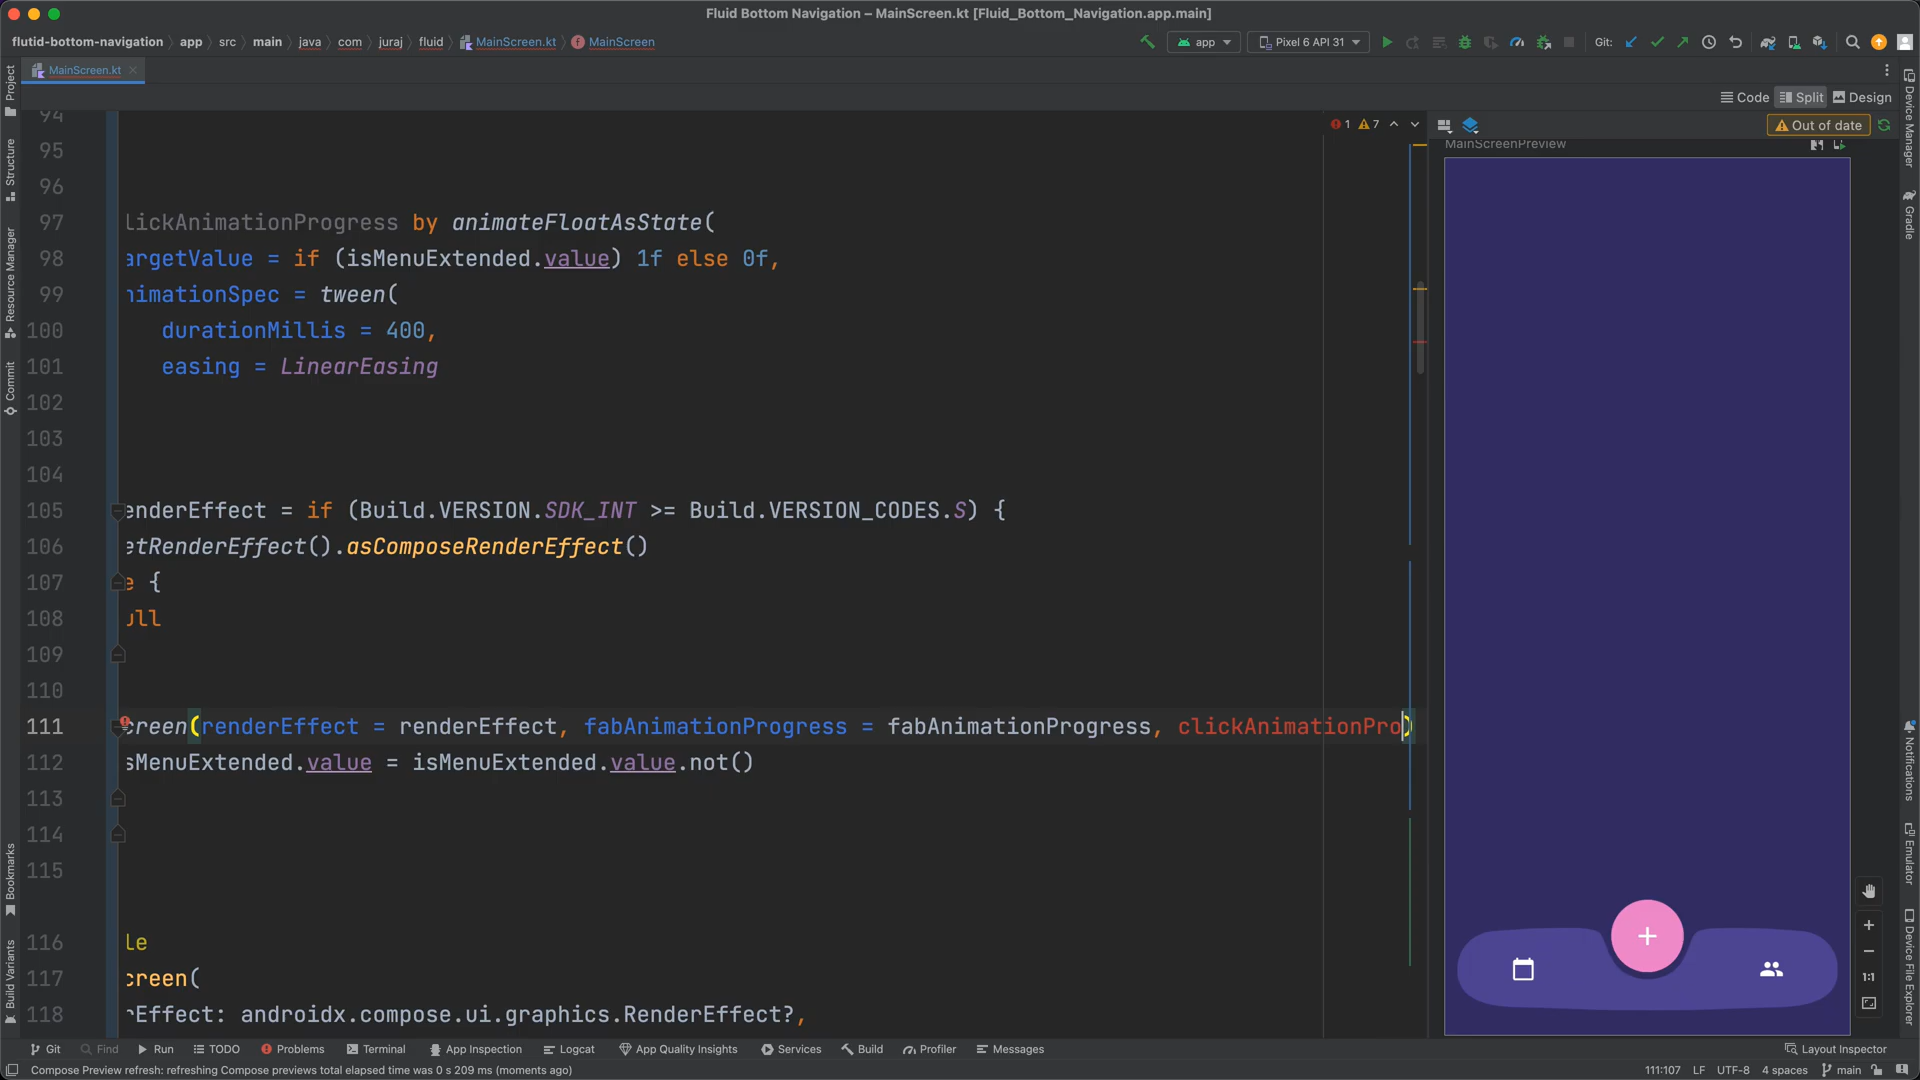 Fluid Bottom Navigation – MainScreen.kt [Fluid_Bottom_Navigation.app.main]
flutid-bottom-navigation > app > src > main > java > com > juraj > fluid > MainScreen.kt > MainScreen
app
Pixel 6 API 31
Git:
MainScreen.kt
Code
Split
Design
1 7
Out of date
MainScreenPreview
94
95
96
97 lickAnimationProgress by animateFloatAsState(
98 argetValue = if (isMenuExtended.value) 1f else 0f,
99 nimationSpec = tween(
100 durationMillis = 400,
101 easing = LinearEasing
102
103
104
105 enderEffect = if (Build.VERSION.SDK_INT >= Build.VERSION_CODES.S) {
106 etRenderEffect().asComposeRenderEffect()
107 e {
108 ull
109
110
111 creen(renderEffect = renderEffect, fabAnimationProgress = fabAnimationProgress, clickAnimationPro)
112 sMenuExtended.value = isMenuExtended.value.not()
113
114
115
116 le
117 creen(
118 rEffect: androidx.compose.ui.graphics.RenderEffect?,
Project
Structure
Resource Manager
Commit
Bookmarks
Build Variants
Device Manager
Gradle
Notifications
Emulator
Device File Explorer
1:1
Git
Find
Run
TODO
Problems
Terminal
App Inspection
Logcat
App Quality Insights
Services
Build
Profiler
Messages
Layout Inspector
Compose Preview refresh: refreshing Compose previews total elapsed time was 0 s 209 ms (moments ago)
111:107 LF UTF-8 4 spaces main